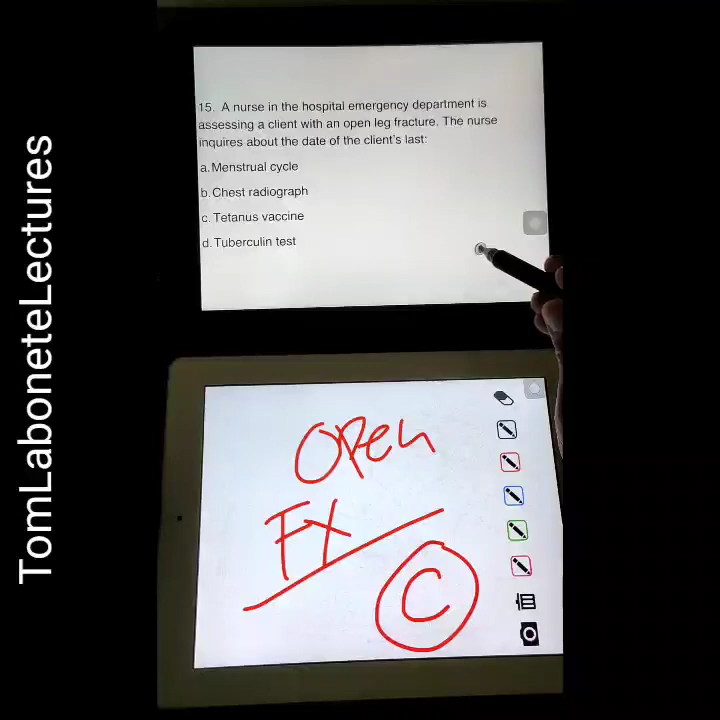 TomLaboneteLectures
15. A nurse in the hospital emergency department is
assessing a client with an open leg fracture. The nurse
inquires about the date of the client's last:
a. Menstrual cycle
b. Chest radiograph
c. Tetanus vaccine
d. Tuberculin test
Open
FX
C